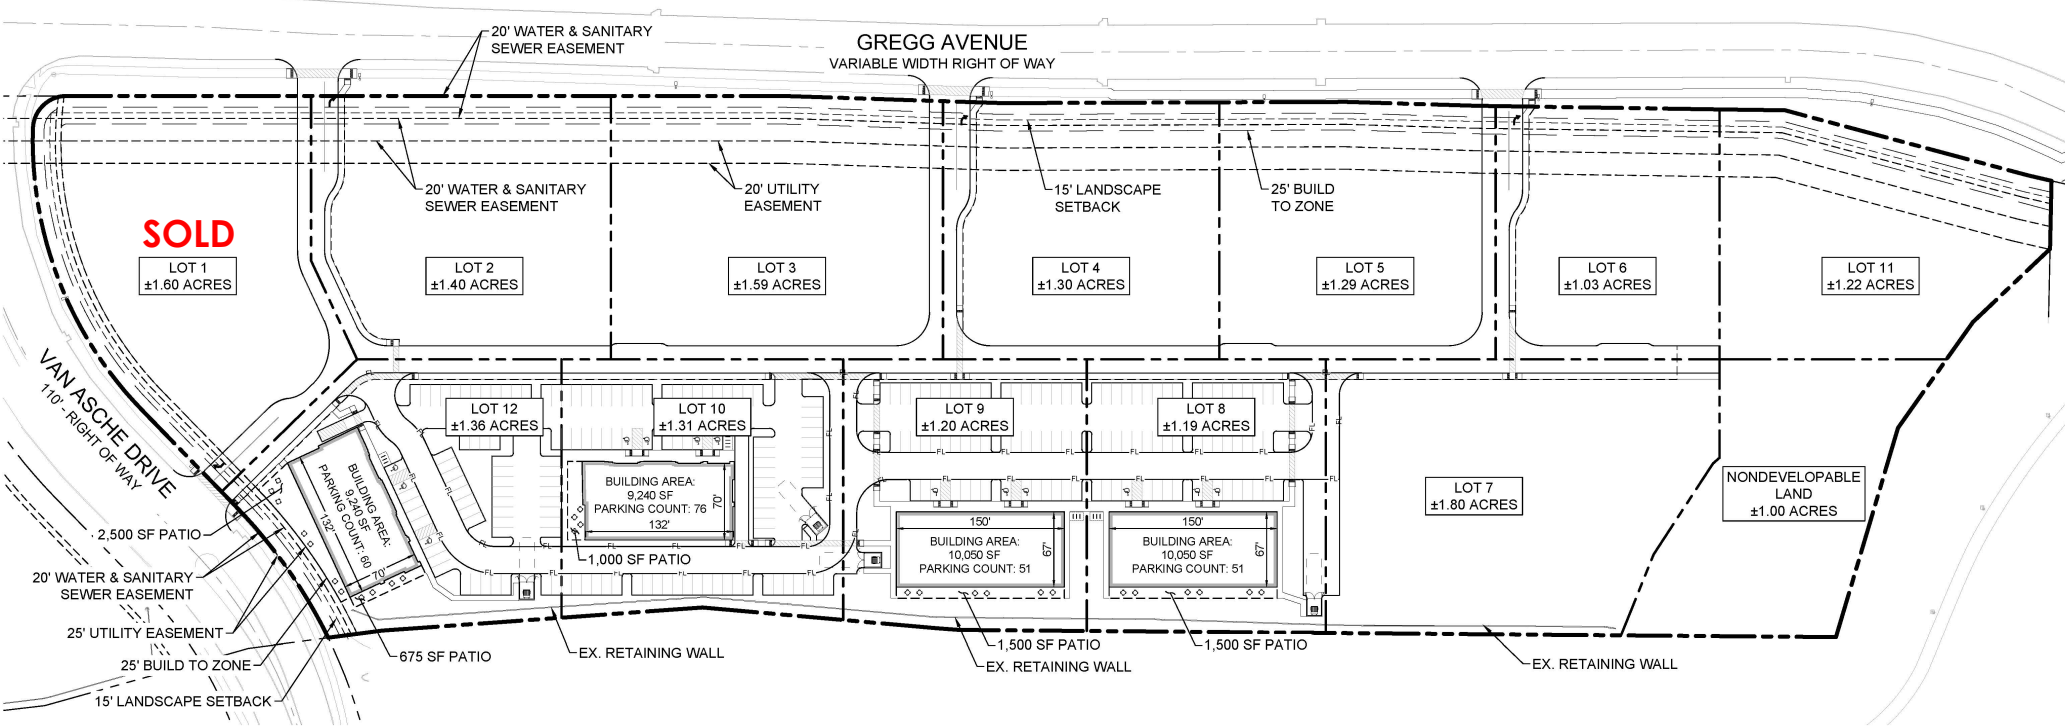 20' WATER & SANITARY
SEWER EASEMENT
GREGG AVENUE
VARIABLE WIDTH RIGHT OF WAY
20' WATER & SANITARY
SEWER EASEMENT
20' UTILITY
EASEMENT
15' LANDSCAPE
SETBACK
25' BUILD
TO ZONE
SOLD
LOT 1
±1.60 ACRES
LOT 2
±1.40 ACRES
LOT 3
±1.59 ACRES
LOT 4
±1.30 ACRES
LOT 5
±1.29 ACRES
LOT 6
±1.03 ACRES
LOT 11
±1.22 ACRES
VAN ASCHE DRIVE
110' - RIGHT OF WAY
LOT 12
±1.36 ACRES
LOT 10
±1.31 ACRES
LOT 9
±1.20 ACRES
LOT 8
±1.19 ACRES
LOT 7
±1.80 ACRES
NONDEVELOPABLE
LAND
±1.00 ACRES
BUILDING AREA:
9,240 SF
PARKING COUNT: 60
132'
70'
BUILDING AREA:
9,240 SF
PARKING COUNT: 76
132'
70'
150'
BUILDING AREA:
10,050 SF
PARKING COUNT: 51
67'
150'
BUILDING AREA:
10,050 SF
PARKING COUNT: 51
67'
2,500 SF PATIO
1,000 SF PATIO
20' WATER & SANITARY
SEWER EASEMENT
25' UTILITY EASEMENT
25' BUILD TO ZONE
15' LANDSCAPE SETBACK
675 SF PATIO
EX. RETAINING WALL
1,500 SF PATIO
EX. RETAINING WALL
1,500 SF PATIO
EX. RETAINING WALL